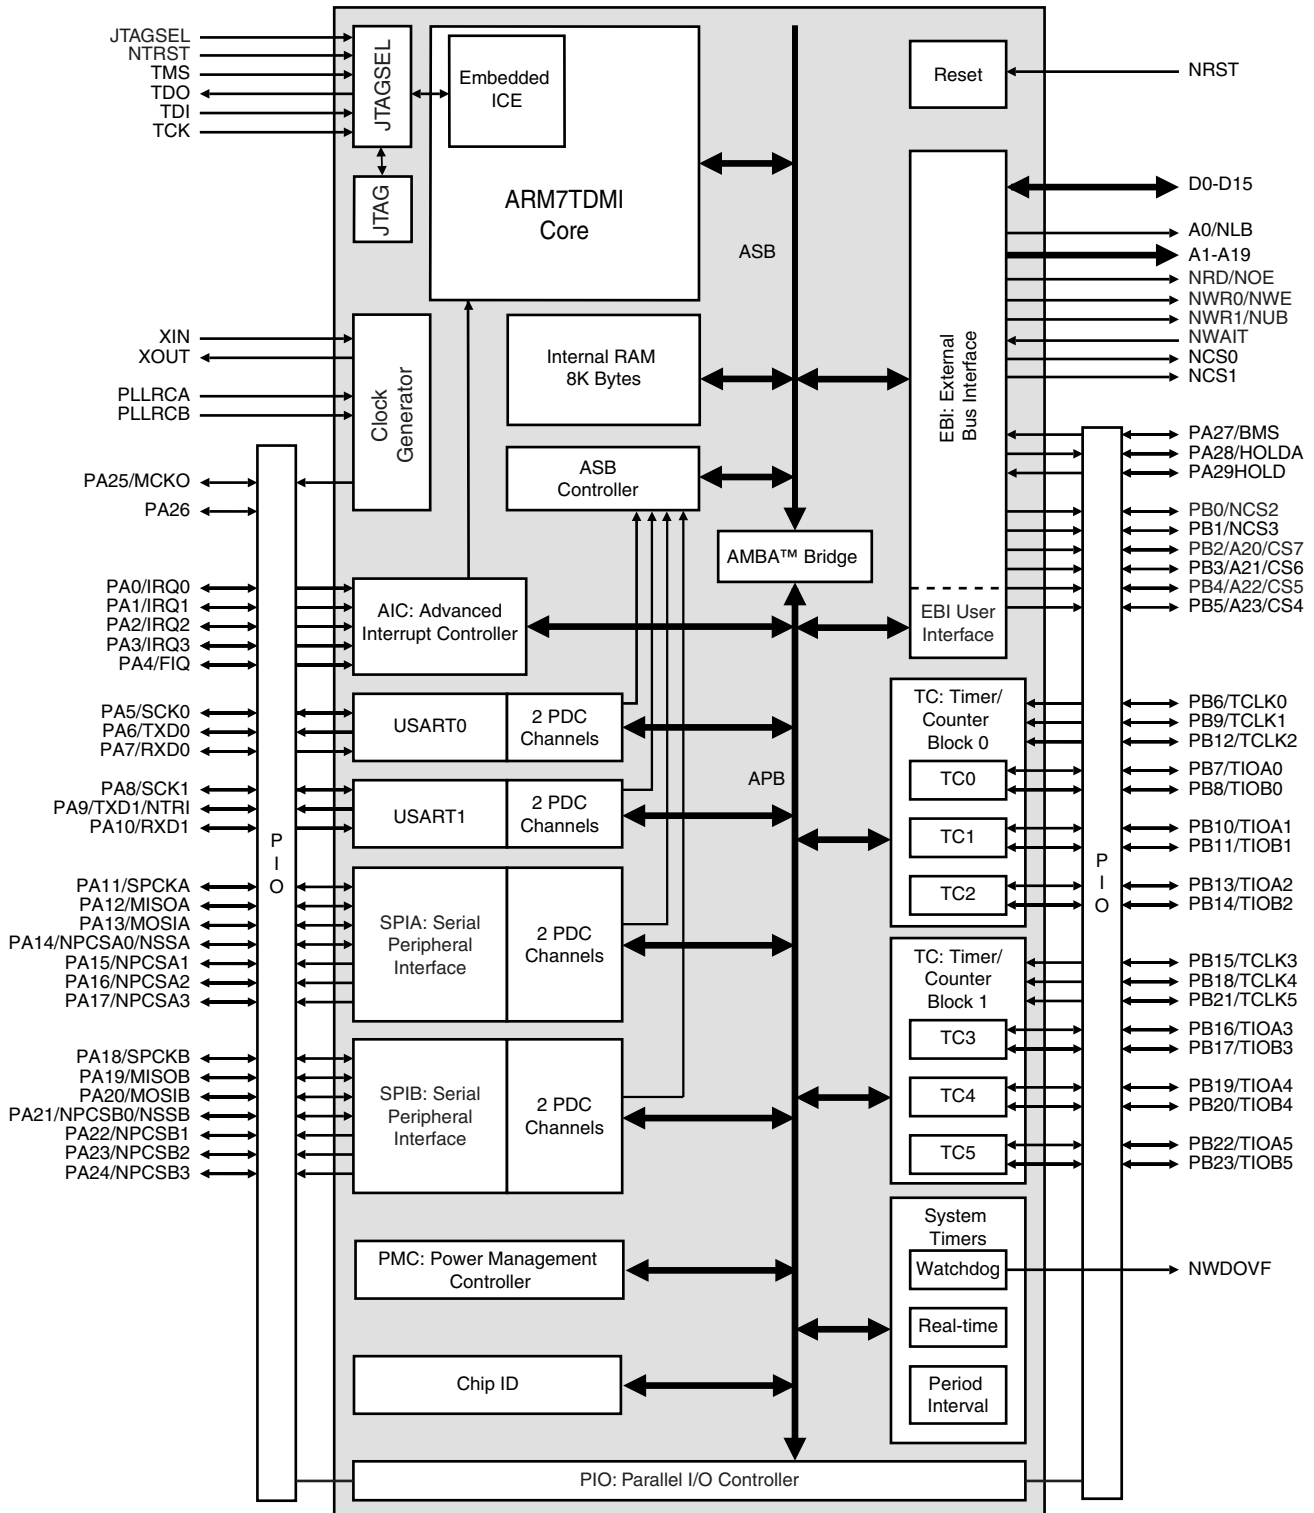 JTAGSEL
NTRST
TMS
TDO
TDI
TCK
JTAGSEL
JTAG
Embedded
ICE
ARM7TDMI
Core
Reset
NRST
ASB
D0-D15
A0/NLB
A1-A19
NRD/NOE
NWR0/NWE
NWR1/NUB
NWAIT
NCS0
NCS1
XIN
XOUT
PLLRCA
PLLRCB
Clock
Generator
Internal RAM
8K Bytes
EBI: External
Bus Interface
PA25/MCKO
PA26
ASB
Controller
PA27/BMS
PA28/HOLDA
PA29HOLD
PB0/NCS2
PB1/NCS3
PB2/A20/CS7
PB3/A21/CS6
PB4/A22/CS5
PB5/A23/CS4
AMBA™ Bridge
EBI User
Interface
PA0/IRQ0
PA1/IRQ1
PA2/IRQ2
PA3/IRQ3
PA4/FIQ
AIC: Advanced
Interrupt Controller
PA5/SCK0
PA6/TXD0
PA7/RXD0
USART0
2 PDC
Channels
PA8/SCK1
PA9/TXD1/NTRI
PA10/RXD1
USART1
2 PDC
Channels
APB
TC: Timer/
Counter
Block 0
TC0
TC1
TC2
PB6/TCLK0
PB9/TCLK1
PB12/TCLK2
PB7/TIOA0
PB8/TIOB0
PB10/TIOA1
PB11/TIOB1
PB13/TIOA2
PB14/TIOB2
P
I
O
P
I
O
PA11/SPCKA
PA12/MISOA
PA13/MOSIA
PA14/NPCSA0/NSSA
PA15/NPCSA1
PA16/NPCSA2
PA17/NPCSA3
SPIA: Serial
Peripheral
Interface
2 PDC
Channels
TC: Timer/
Counter
Block 1
TC3
TC4
TC5
PB15/TCLK3
PB18/TCLK4
PB21/TCLK5
PB16/TIOA3
PB17/TIOB3
PB19/TIOA4
PB20/TIOB4
PB22/TIOA5
PB23/TIOB5
PA18/SPCKB
PA19/MISOB
PA20/MOSIB
PA21/NPCSB0/NSSB
PA22/NPCSB1
PA23/NPCSB2
PA24/NPCSB3
SPIB: Serial
Peripheral
Interface
2 PDC
Channels
PMC: Power Management
Controller
System
Timers
Watchdog
NWDOVF
Real-time
Period
Interval
Chip ID
PIO: Parallel I/O Controller